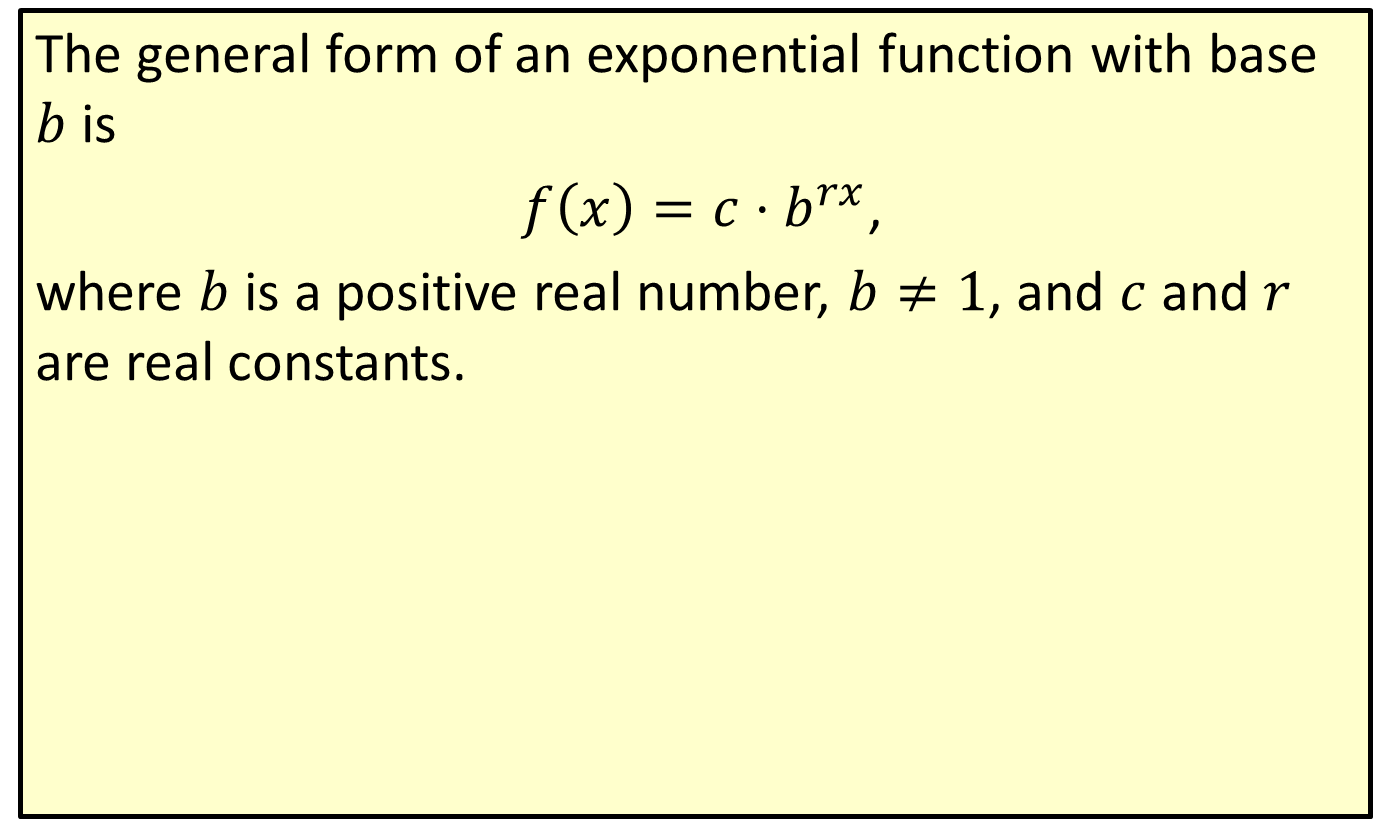 The general form of an exponential function with base
b is
f(x) = c · b^{rx},
where b is a positive real number, b ≠ 1, and c and r
are real constants.